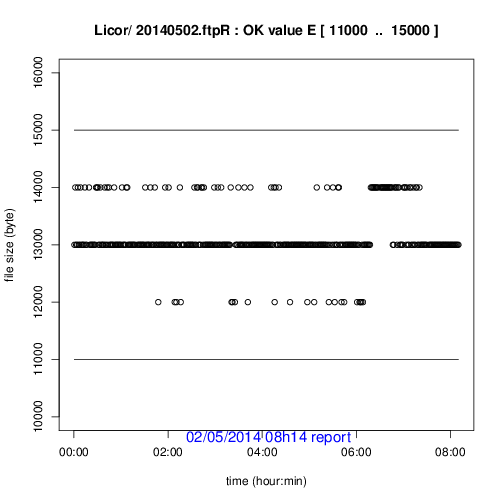 Licor/ 20140502.ftpR : OK value E [ 11000 .. 15000 ]
file size (byte)
16000
15000
14000
13000
12000
11000
10000
00:00 02:00 04:00 06:00 08:00
02/05/2014 08h14 report
time (hour:min)